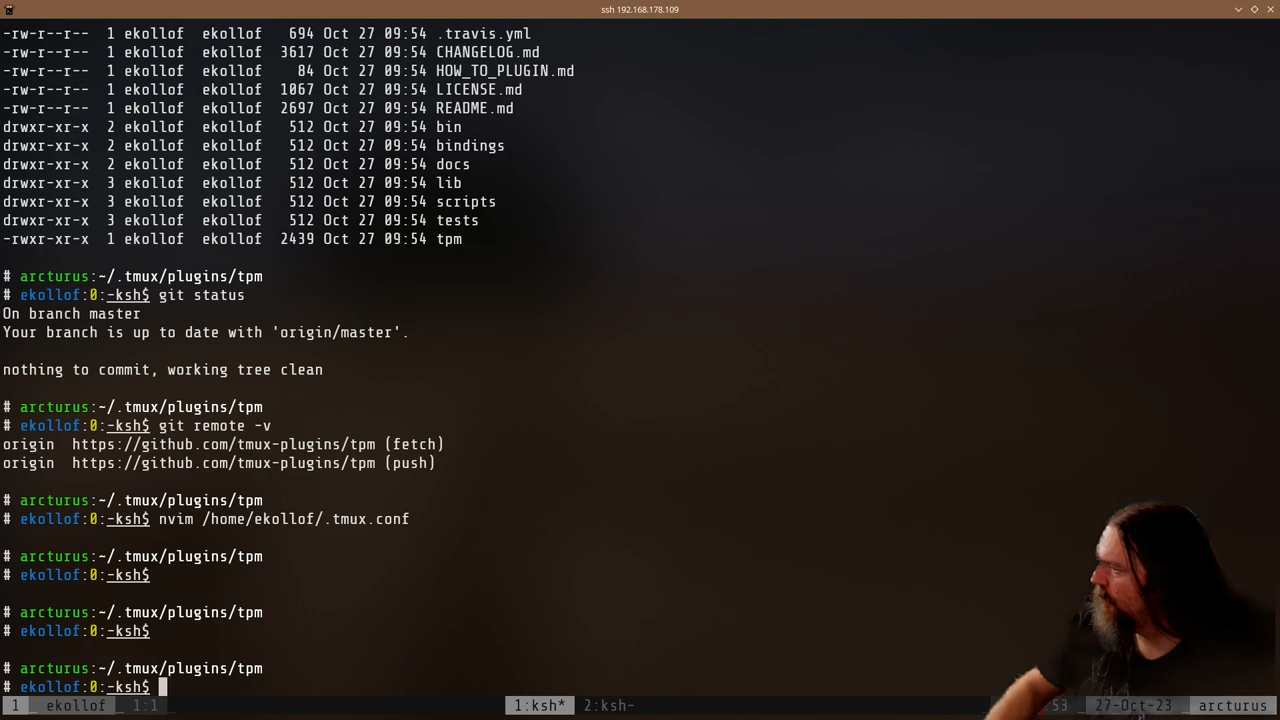 ssh 192.168.178.109
-rw-r--r-- 1 ekollof ekollof 694 Oct 27 09:54 .travis.yml
-rw-r--r-- 1 ekollof ekollof 3617 Oct 27 09:54 CHANGELOG.md
-rw-r--r-- 1 ekollof ekollof 84 Oct 27 09:54 HOW_TO_PLUGIN.md
-rw-r--r-- 1 ekollof ekollof 1067 Oct 27 09:54 LICENSE.md
-rw-r--r-- 1 ekollof ekollof 2697 Oct 27 09:54 README.md
drwxr-xr-x 2 ekollof ekollof 512 Oct 27 09:54 bin
drwxr-xr-x 2 ekollof ekollof 512 Oct 27 09:54 bindings
drwxr-xr-x 2 ekollof ekollof 512 Oct 27 09:54 docs
drwxr-xr-x 3 ekollof ekollof 512 Oct 27 09:54 lib
drwxr-xr-x 3 ekollof ekollof 512 Oct 27 09:54 scripts
drwxr-xr-x 3 ekollof ekollof 512 Oct 27 09:54 tests
-rwxr-xr-x 1 ekollof ekollof 2439 Oct 27 09:54 tpm
# arcturus:~/.tmux/plugins/tpm
# ekollof:0:-ksh$ git status
On branch master
Your branch is up to date with 'origin/master'.
nothing to commit, working tree clean
# arcturus:~/.tmux/plugins/tpm
# ekollof:0:-ksh$ git remote -v
origin https://github.com/tmux-plugins/tpm (fetch)
origin https://github.com/tmux-plugins/tpm (push)
# arcturus:~/.tmux/plugins/tpm
# ekollof:0:-ksh$ nvim /home/ekollof/.tmux.conf
# arcturus:~/.tmux/plugins/tpm
# ekollof:0:-ksh$
# arcturus:~/.tmux/plugins/tpm
# ekollof:0:-ksh$
# arcturus:~/.tmux/plugins/tpm
# ekollof:0:-ksh$
1 ekollof 1:1 1:ksh* 2:ksh- 53 27-Oct-23 arcturus